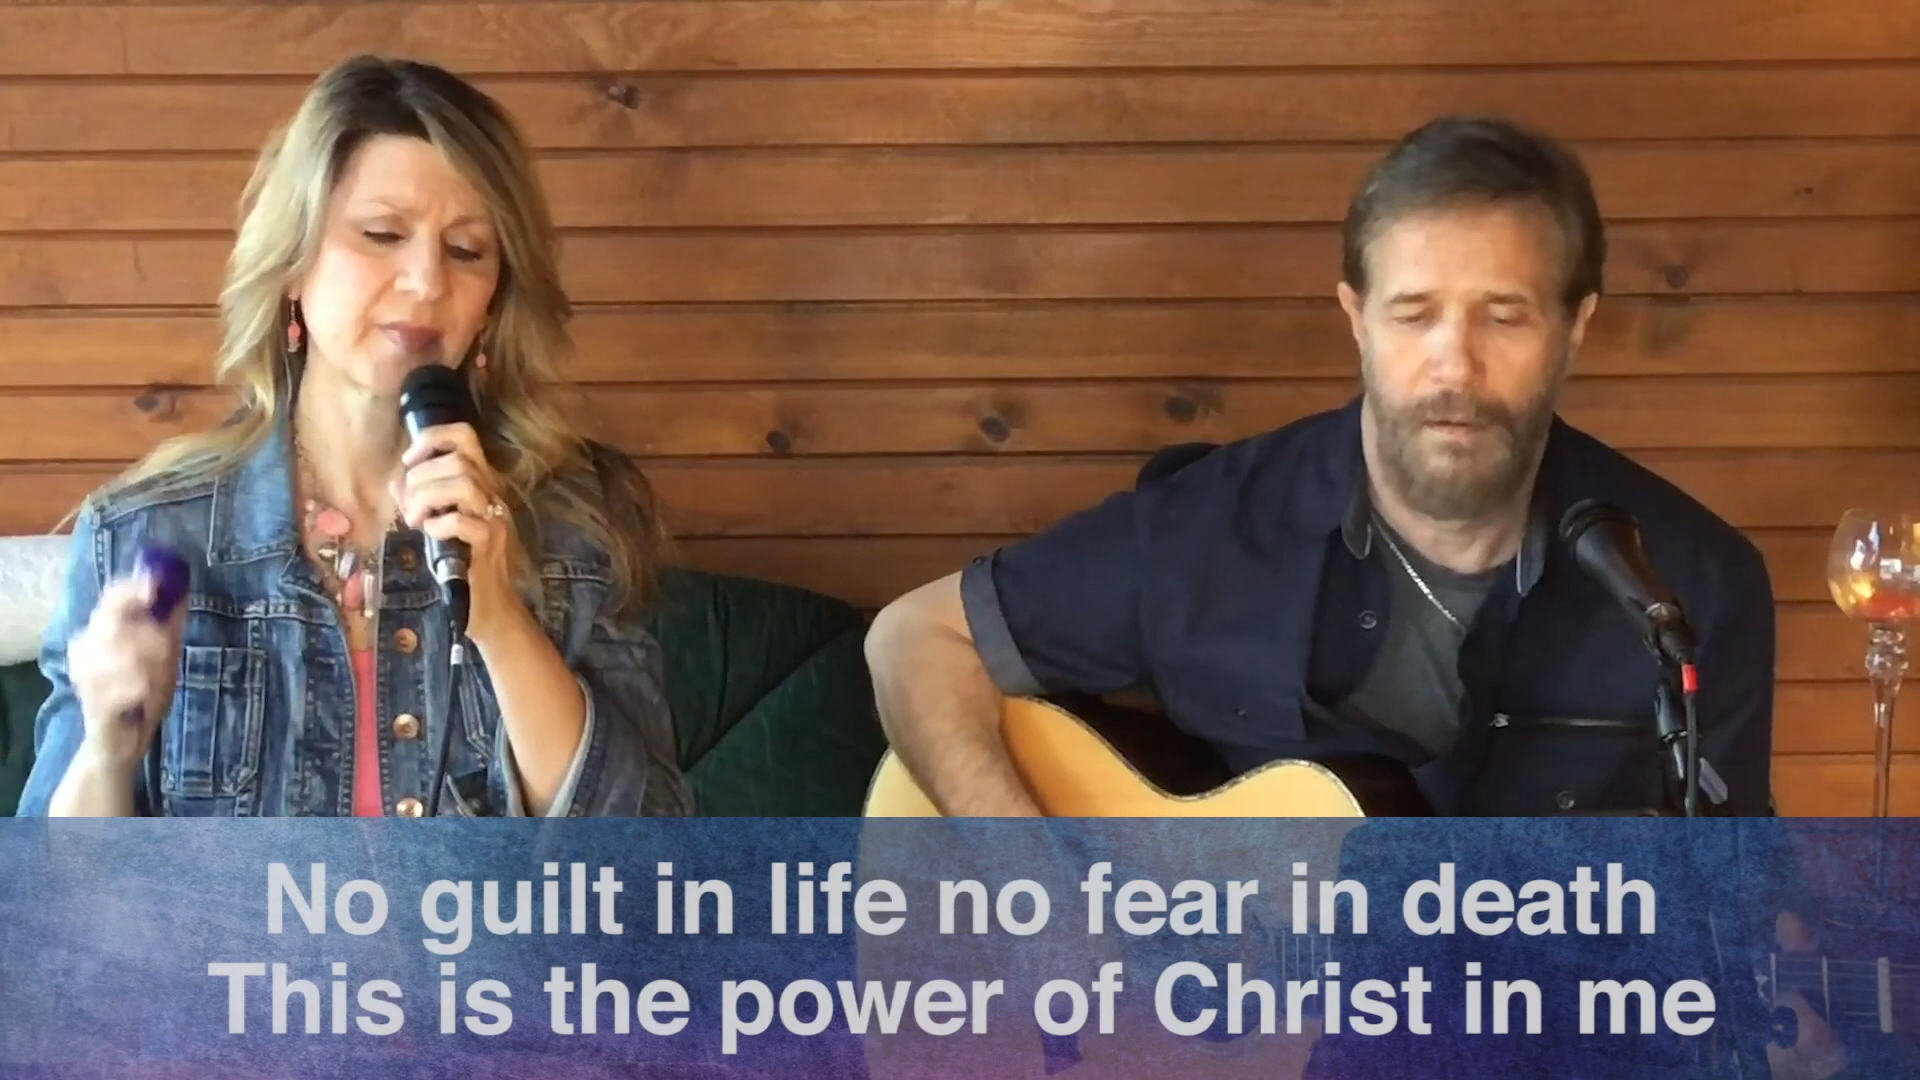 No guilt in life no fear in death
This is the power of Christ in me